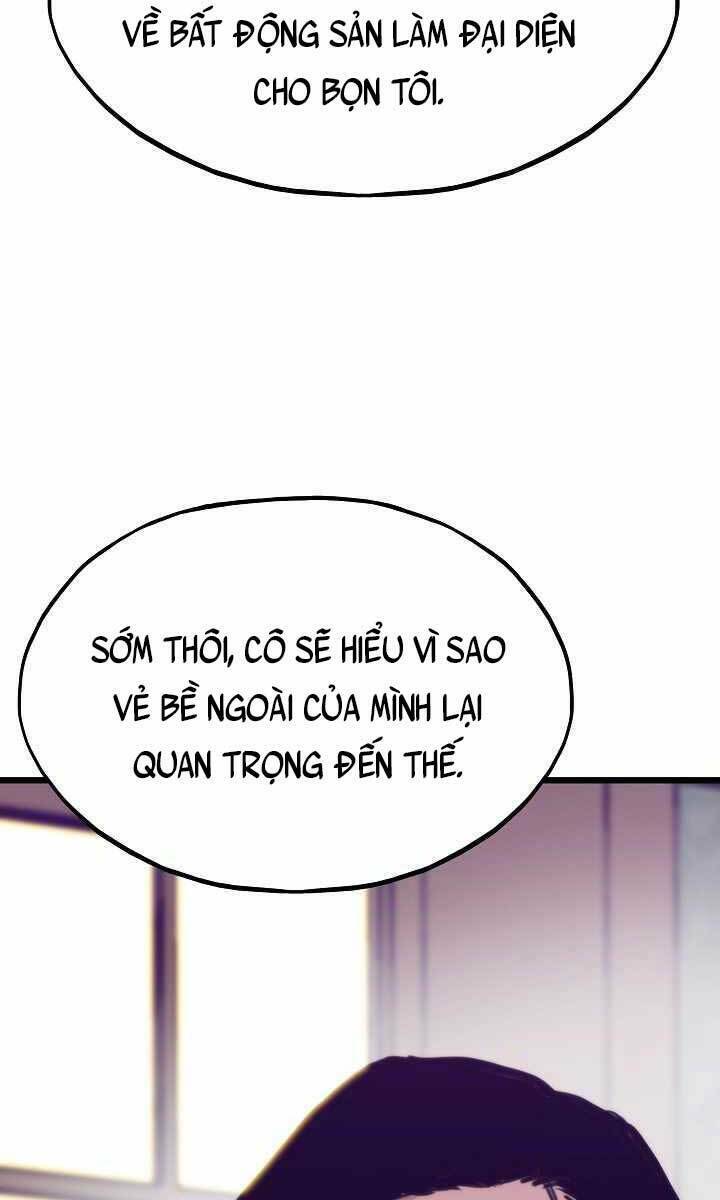 VỀ BẤT ĐỘNG SẢN LÀM ĐẠI DIỆN
CHO BỌN TÔI.
SỚM THÔI, CÔ SẼ HIỂU VÌ SAO
VẺ BỀ NGOÀI CỦA MÌNH LẠI
QUAN TRỌNG ĐẾN THẾ.